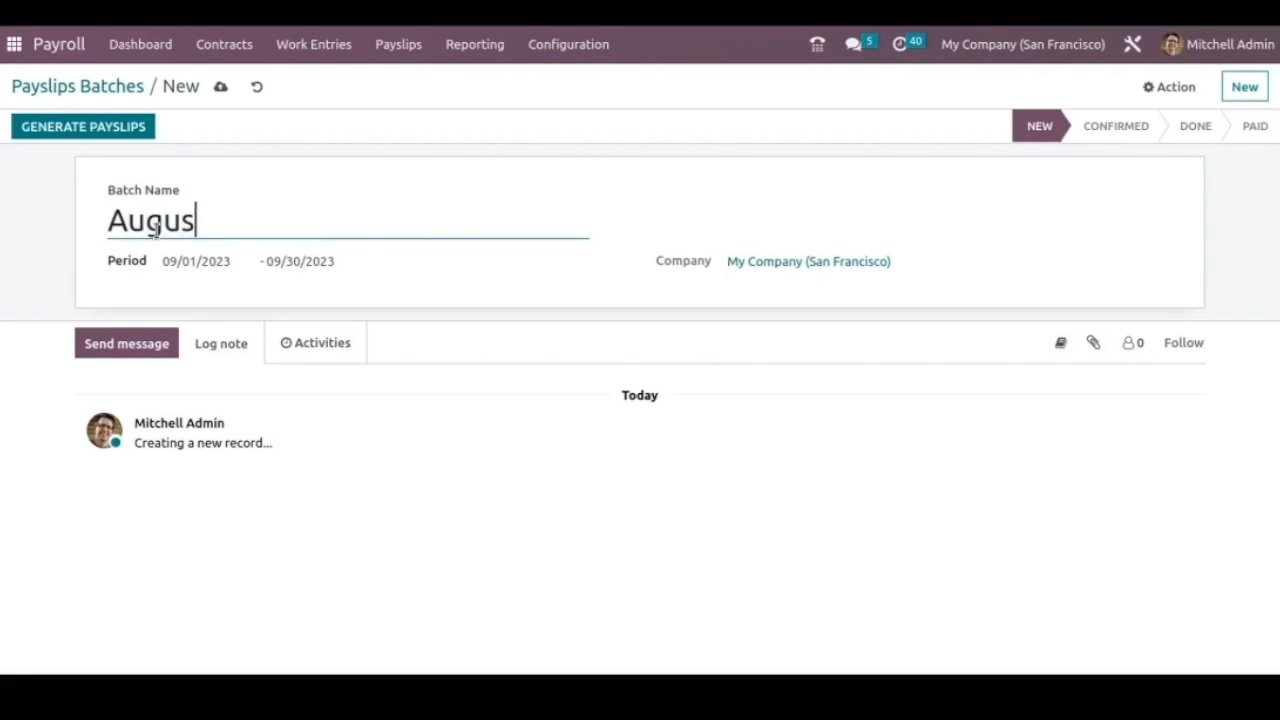 Payroll Dashboard Contracts Work Entries Payslips Reporting Configuration 5 40 My Company (San Francisco) Mitchell Admin
Payslips Batches / New Action New
GENERATE PAYSLIPS NEW CONFIRMED DONE PAID
Batch Name
Augus
Period 09/01/2023 - 09/30/2023 Company My Company (San Francisco)
Send message Log note Activities 0 Follow
Today
Mitchell Admin
Creating a new record...